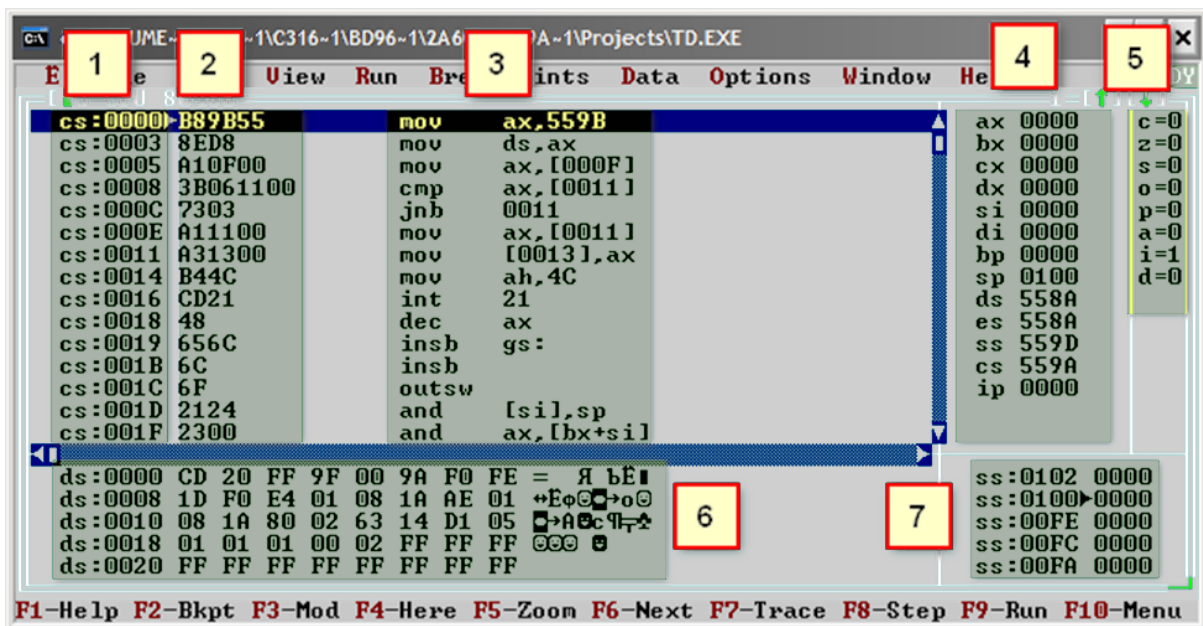 UME~ ~1\C316~1\BD96~1\2A6 A~1\Projects\TD.EXE
1 2 3 4 5
View Run Bre ints Data Options Window He
cs:0000 B89B55 mov ax,559B ax 0000 c=0
cs:0003 8ED8 mov ds,ax bx 0000 z=0
cs:0005 A10F00 mov ax,[000F] cx 0000 s=0
cs:0008 3B061100 cmp ax,[0011] dx 0000 o=0
cs:000C 7303 jnb 0011 si 0000 p=0
cs:000E A11100 mov ax,[0011] di 0000 a=0
cs:0011 A31300 mov [0013],ax bp 0000 i=1
cs:0014 B44C mov ah,4C sp 0100 d=0
cs:0016 CD21 int 21 ds 558A
cs:0018 48 dec ax es 558A
cs:0019 656C insb gs: ss 559D
cs:001B 6C insb cs 559A
cs:001C 6F outsw ip 0000
cs:001D 2124 and [si],sp
cs:001F 2300 and ax,[bx+si]
ds:0000 CD 20 FF 9F 00 9A F0 FE = Я ЪЁ■ ss:0102 0000
ds:0008 1D F0 E4 01 08 1A AE 01 ↔Ёф☺◘→о☺ ss:0100►0000
ds:0010 08 1A 80 02 63 14 D1 05 ◘→А☻c¶╤♣ 6 7 ss:00FE 0000
ds:0018 01 01 01 00 02 FF FF FF ☺☺☺ ☻ ss:00FC 0000
ds:0020 FF FF FF FF FF FF FF FF ss:00FA 0000
F1-Help F2-Bkpt F3-Mod F4-Here F5-Zoom F6-Next F7-Trace F8-Step F9-Run F10-Menu